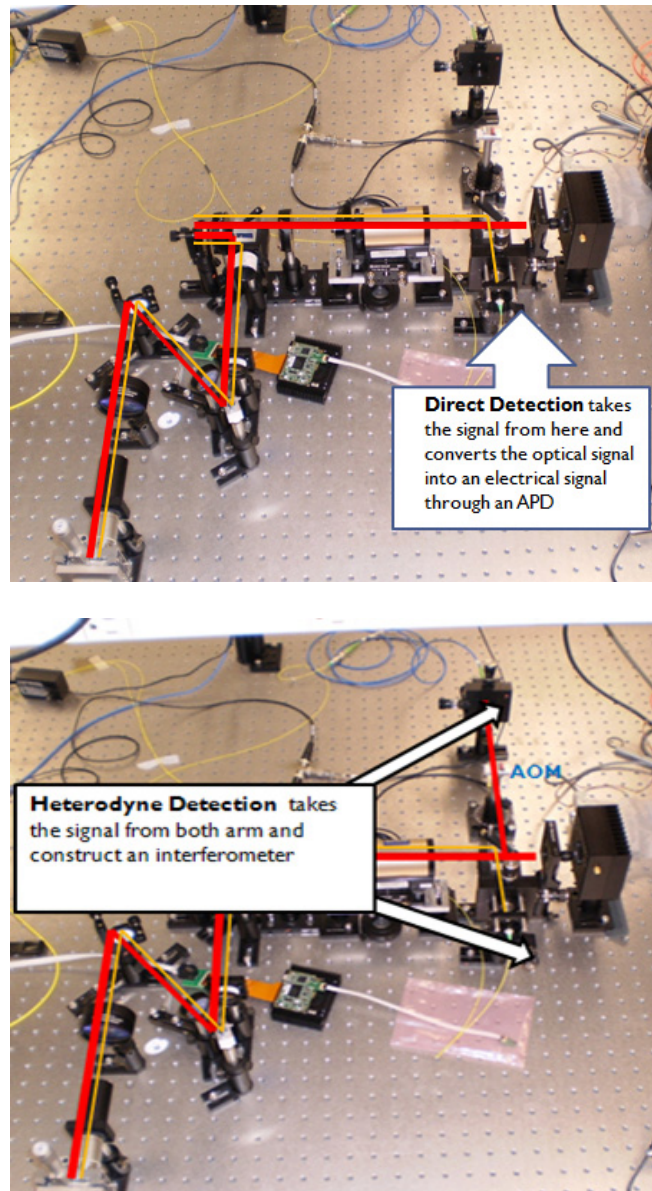 Direct Detection takes
the signal from here and
converts the optical signal
into an electrical signal
through an APD
AOM
Heterodyne Detection takes
the signal from both arm and
construct an interferometer